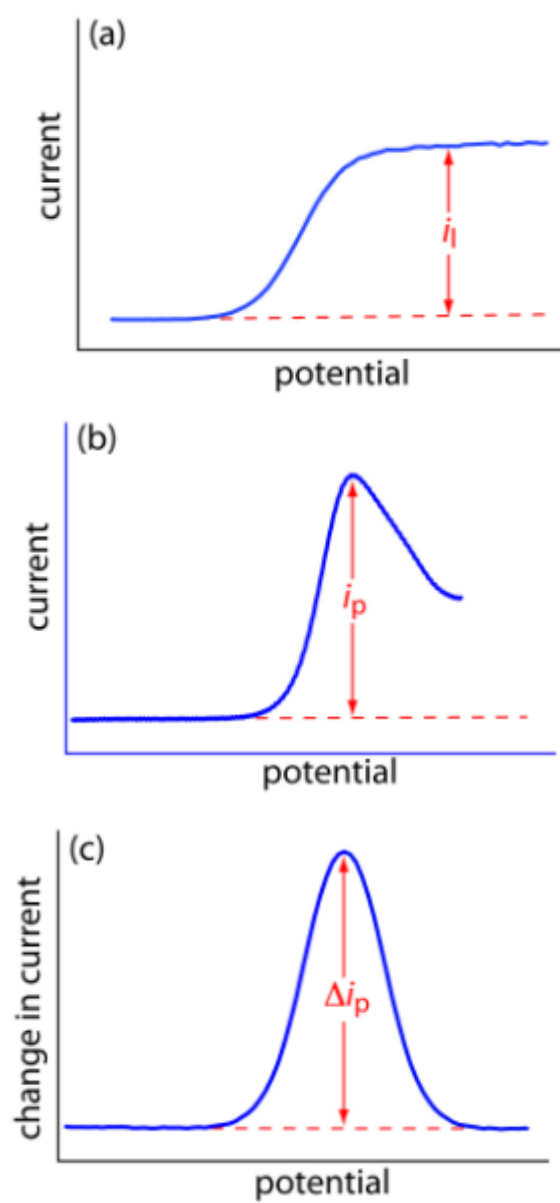 (a)
current
i_l
potential
(b)
current
i_p
potential
(c)
change in current
Δi_p
potential